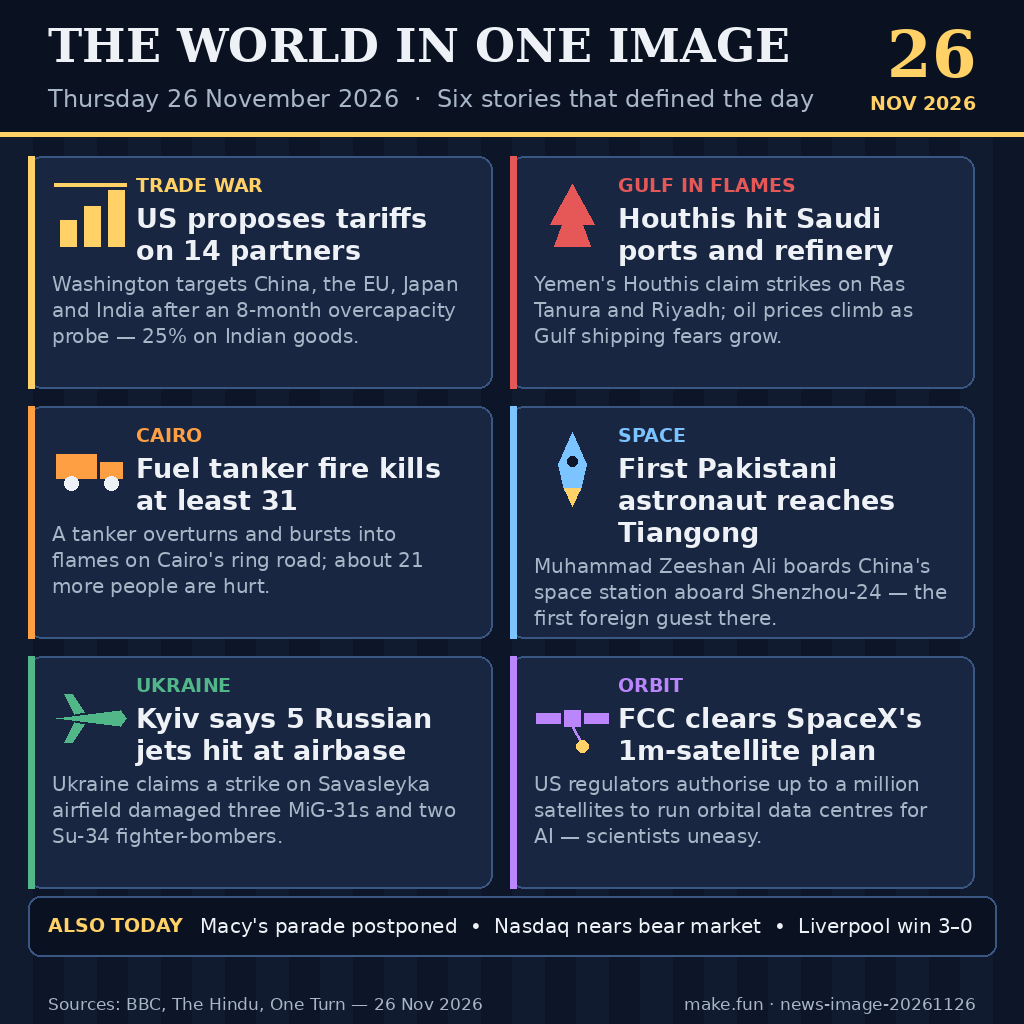 THE WORLD IN ONE IMAGE
Thursday 26 November 2026 · Six stories that defined the day
26
NOV 2026
TRADE WAR
US proposes tariffs
on 14 partners
Washington targets China, the EU, Japan
and India after an 8-month overcapacity
probe — 25% on Indian goods.
GULF IN FLAMES
Houthis hit Saudi
ports and refinery
Yemen's Houthis claim strikes on Ras
Tanura and Riyadh; oil prices climb as
Gulf shipping fears grow.
CAIRO
Fuel tanker fire kills
at least 31
A tanker overturns and bursts into
flames on Cairo's ring road; about 21
more people are hurt.
SPACE
First Pakistani
astronaut reaches
Tiangong
Muhammad Zeeshan Ali boards China's
space station aboard Shenzhou-24 — the
first foreign guest there.
UKRAINE
Kyiv says 5 Russian
jets hit at airbase
Ukraine claims a strike on Savasleyka
airfield damaged three MiG-31s and two
Su-34 fighter-bombers.
ORBIT
FCC clears SpaceX's
1m-satellite plan
US regulators authorise up to a million
satellites to run orbital data centres for
AI — scientists uneasy.
ALSO TODAY Macy's parade postponed • Nasdaq nears bear market • Liverpool win 3–0
Sources: BBC, The Hindu, One Turn — 26 Nov 2026
make.fun · news-image-20261126